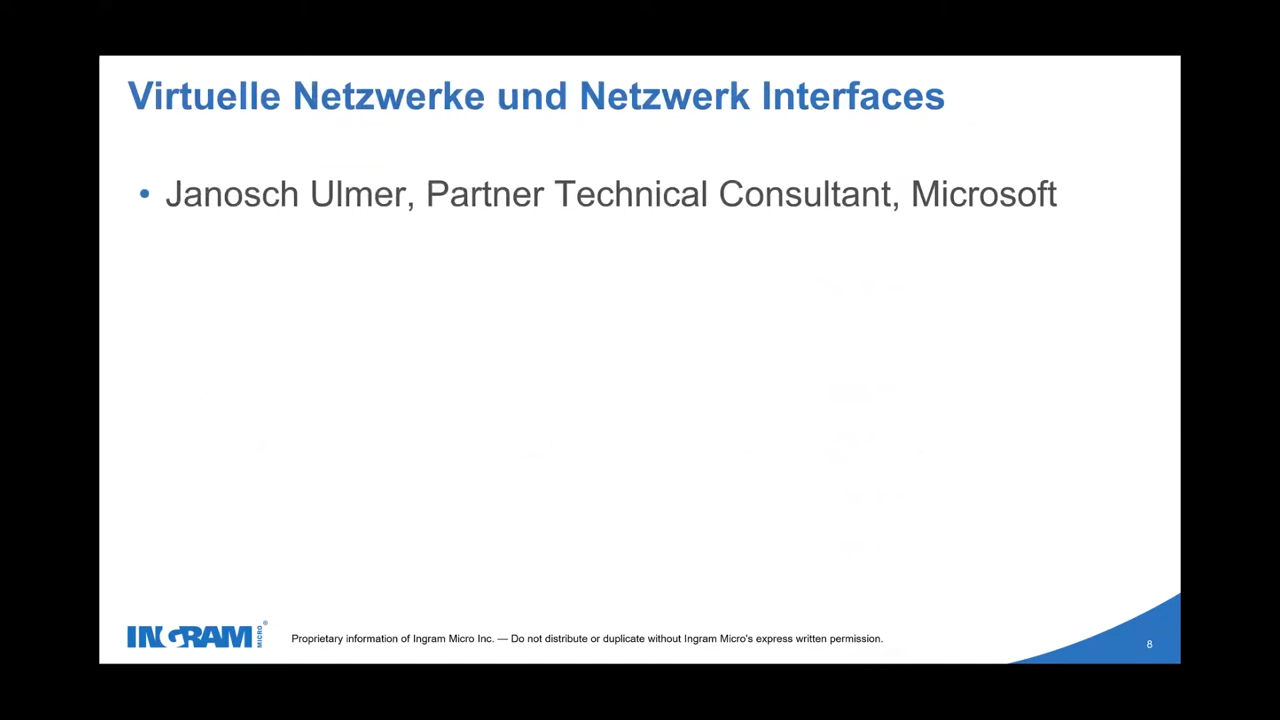 Virtuelle Netzwerke und Netzwerk Interfaces
• Janosch Ulmer, Partner Technical Consultant, Microsoft
INGRAM MICRO®
Proprietary information of Ingram Micro Inc. — Do not distribute or duplicate without Ingram Micro's express written permission.
8